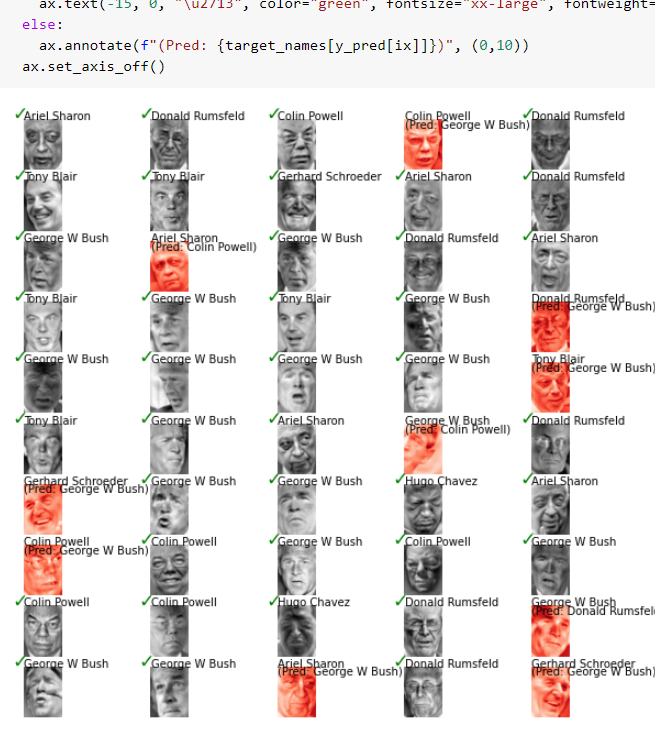 ax.text(-15, 0, "\u2713", color="green", fontsize="xx-large", fontweight=
else:
ax.annotate(f"(Pred: {target_names[y_pred[ix]]})", (0,10))
ax.set_axis_off()
✓Ariel Sharon ✓Donald Rumsfeld ✓Colin Powell Colin Powell ✓Donald Rumsfeld
(Pred: George W Bush)
✓Tony Blair ✓Tony Blair ✓Gerhard Schroeder ✓Ariel Sharon ✓Donald Rumsfeld
✓George W Bush Ariel Sharon ✓George W Bush ✓Donald Rumsfeld ✓Ariel Sharon
(Pred: Colin Powell)
✓Tony Blair ✓George W Bush ✓Tony Blair ✓George W Bush Donald Rumsfeld
(Pred: George W Bush)
✓George W Bush ✓George W Bush ✓George W Bush ✓George W Bush Tony Blair
(Pred: George W Bush)
✓Tony Blair ✓George W Bush ✓Ariel Sharon George W Bush ✓Donald Rumsfeld
(Pred: Colin Powell)
Gerhard Schroeder ✓George W Bush ✓George W Bush ✓Hugo Chavez ✓Ariel Sharon
(Pred: George W Bush)
Colin Powell ✓Colin Powell ✓George W Bush ✓Colin Powell ✓George W Bush
(Pred: George W Bush)
✓Colin Powell ✓Colin Powell ✓Hugo Chavez ✓Donald Rumsfeld George W Bush
(Pred: Donald Rumsfel
✓George W Bush ✓George W Bush Ariel Sharon ✓Donald Rumsfeld Gerhard Schroeder
(Pred: George W Bush) (Pred: George W Bush)